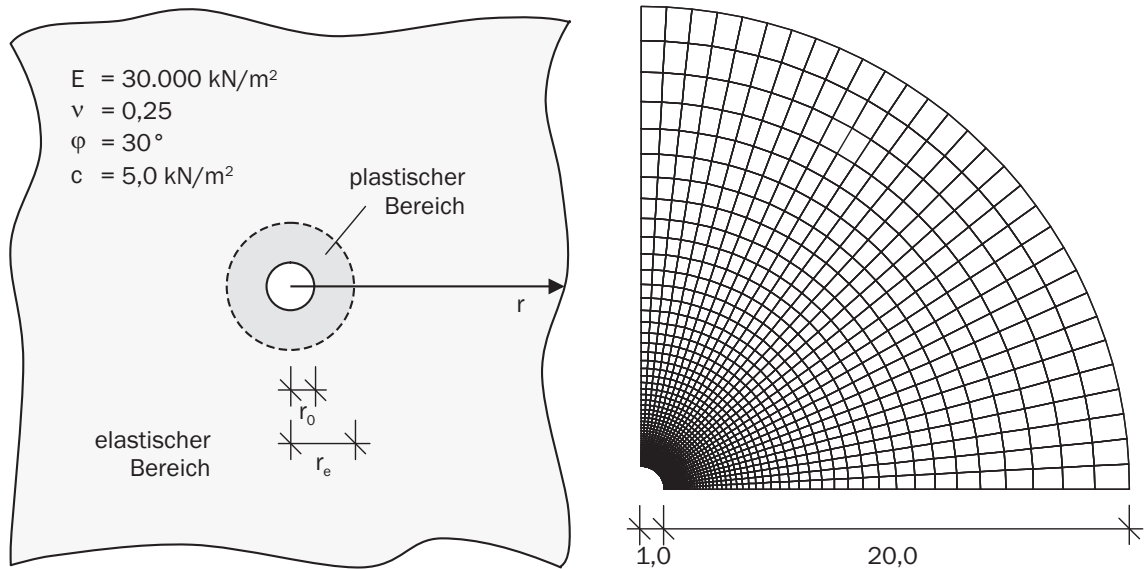 E = 30.000 kN/m²
ν = 0,25
φ = 30°
c = 5,0 kN/m²
plastischer
Bereich
r
r₀
rₑ
elastischer
Bereich
1,0
20,0